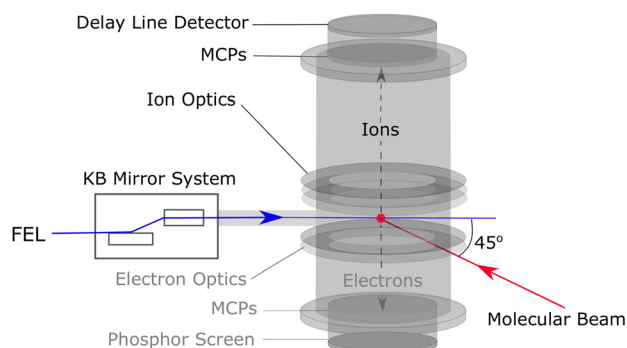 Delay Line Detector
MCPs
Ion Optics
Ions
KB Mirror System
FEL
45°
Electron Optics
Electrons
MCPs
Molecular Beam
Phosphor Screen